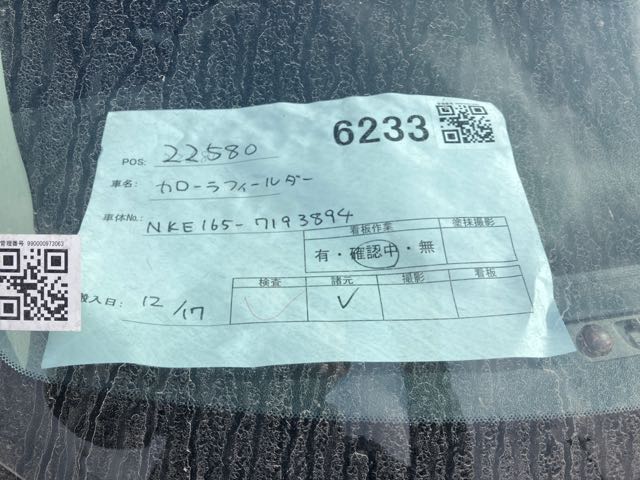 6233
POS: 22580
車名: カローラフィールダー
車体No.: NKE165-7193894
看板作業 塗抹撮影
有・確認中・無
管理番号 990000973063
検査 諸元 撮影 看板
搬入日: 12/17 ✓ ✓